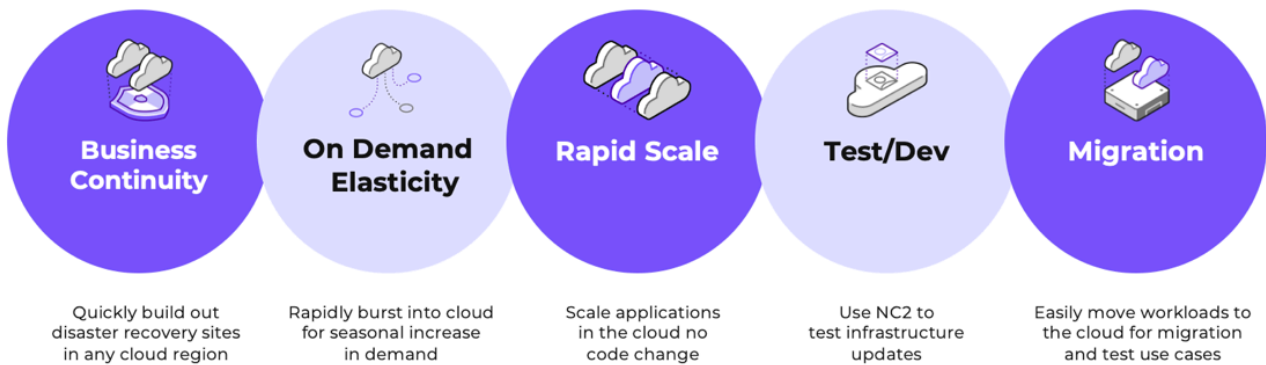 Business
Continuity
Quickly build out
disaster recovery sites
in any cloud region
On Demand
Elasticity
Rapidly burst into cloud
for seasonal increase
in demand
Rapid Scale
Scale applications
in the cloud no
code change
Test/Dev
Use NC2 to
test infrastructure
updates
Migration
Easily move workloads to
the cloud for migration
and test use cases